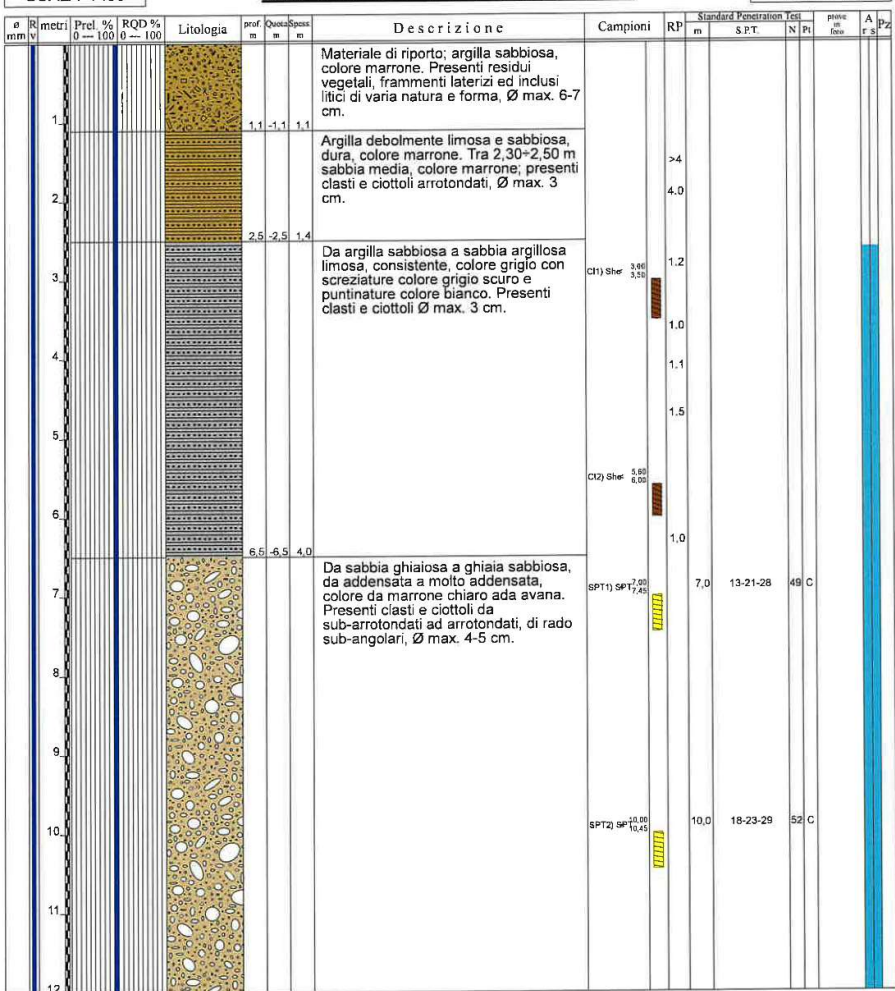 ø mm R v metri Prel. % 0 --- 100 RQD % 0 --- 100 Litologia prof. m Quota m Spess. m Descrizione Campioni RP Standard Penetration Test m S.P.T. N Pt prove in foro A r s Pz
Materiale di riporto; argilla sabbiosa,
colore marrone. Presenti residui
vegetali, frammenti laterizi ed inclusi
litici di varia natura e forma, Ø max. 6-7
cm.
1
1,1 -1,1 1,1
Argilla debolmente limosa e sabbiosa,
dura, colore marrone. Tra 2,30÷2,50 m
sabbia media, colore marrone; presenti
clasti e ciottoli arrotondati, Ø max. 3
cm.
>4
4.0
2
2,5 -2,5 1,4
Da argilla sabbiosa a sabbia argillosa
limosa, consistente, colore grigio con
screziature colore grigio scuro e
puntinature colore bianco. Presenti
clasti e ciottoli Ø max. 3 cm.
1.2
CI1) She 3,00 3,50
3
1.0
4
1.1
1.5
5
CI2) She 5,60 6,00
6
1,0
6,5 -6,5 4,0
Da sabbia ghiaiosa a ghiaia sabbiosa,
da addensata a molto addensata,
colore da marrone chiaro ada avana.
Presenti clasti e ciottoli da
sub-arrotondati ad arrotondati, di rado
sub-angolari, Ø max. 4-5 cm.
SPT1) SPT 7,00 7,45 7,0 13-21-28 49 C
7
8
9
SPT2) SPT 10,00 10,45 10,0 18-23-29 52 C
10
11
12